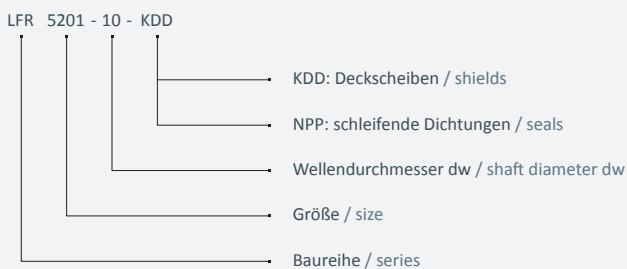 LFR 5201 - 10 - KDD
KDD: Deckscheiben / shields
NPP: schleifende Dichtungen / seals
Wellendurchmesser dw / shaft diameter dw
Größe / size
Baureihe / series